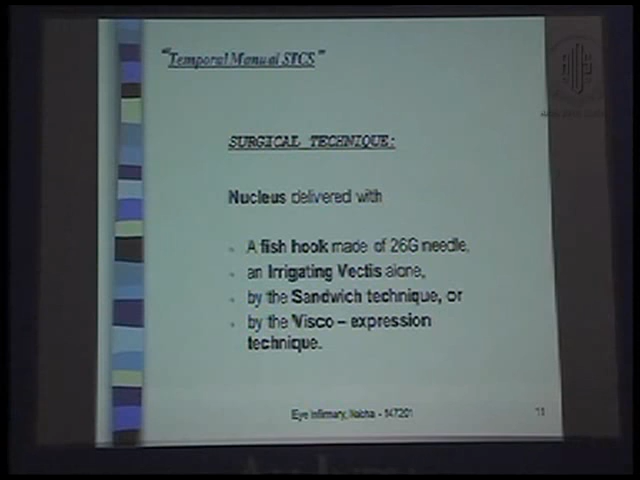 "Temporal Manual SICS"
SURGICAL TECHNIQUE:
Nucleus delivered with
- A fish hook made of 26G needle,
- an Irrigating Vectis alone,
- by the Sandwich technique, or
- by the Visco – expression
technique.
Eye Infirmary, Nabha - 147201